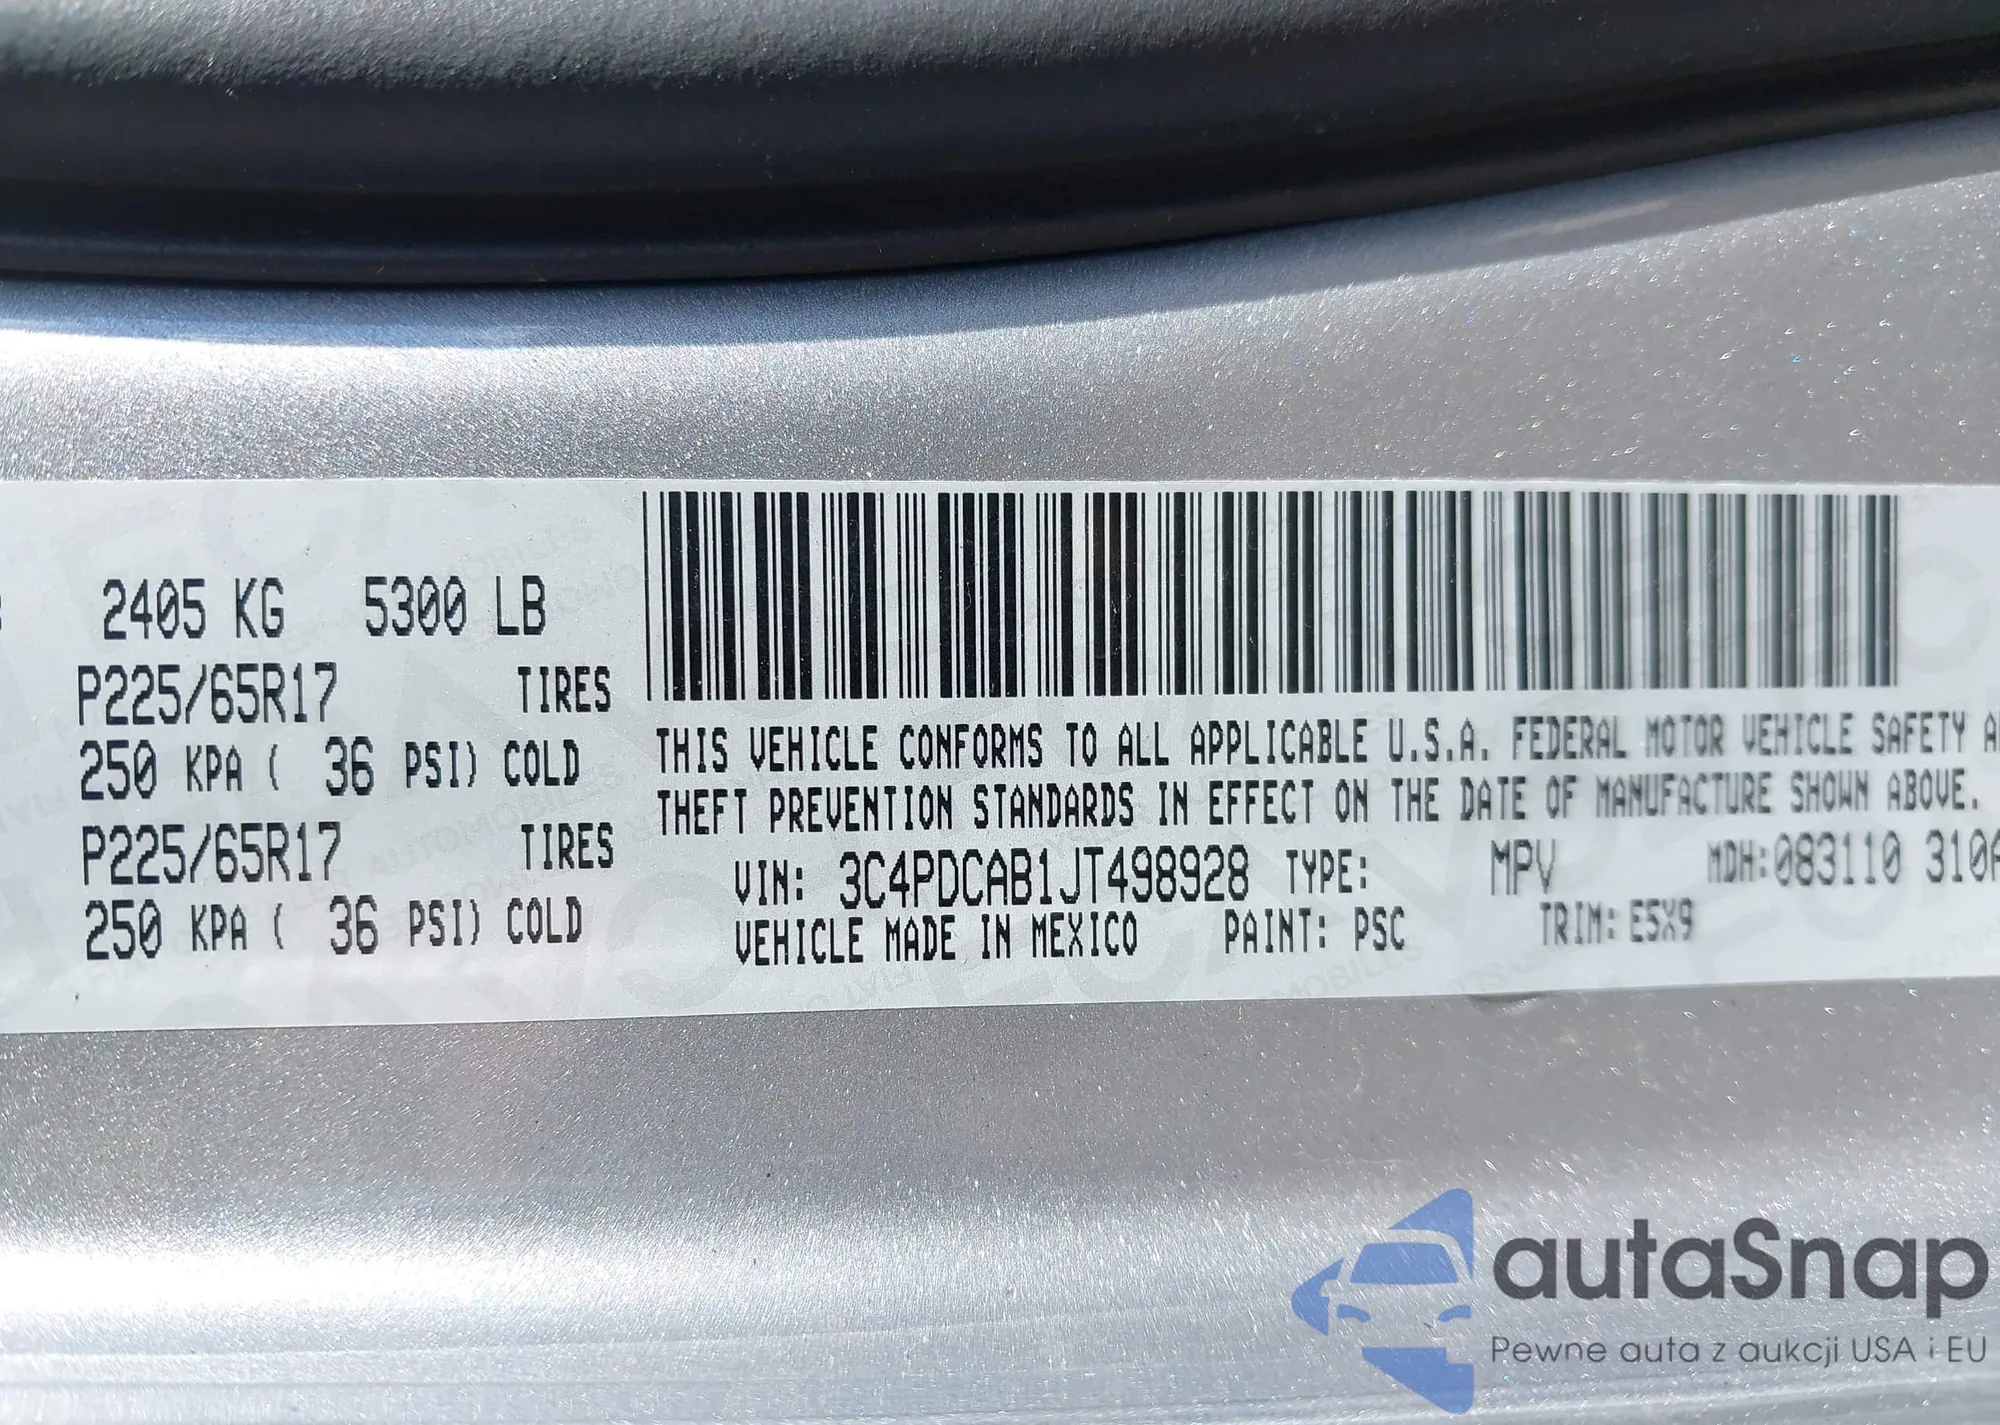 2405 KG 5300 LB
P225/65R17 TIRES
250 KPA ( 36 PSI) COLD
P225/65R17 TIRES
250 KPA ( 36 PSI) COLD
THIS VEHICLE CONFORMS TO ALL APPLICABLE U.S.A. FEDERAL MOTOR VEHICLE SAFETY
THEFT PREVENTION STANDARDS IN EFFECT ON THE DATE OF MANUFACTURE SHOWN ABOVE.
VIN: 3C4PDCAB1JT498928 TYPE: MPV MDH:083110 310A
VEHICLE MADE IN MEXICO PAINT: PSC TRIM: E5X9
autaSnap
Pewne auta z aukcji USA i EU